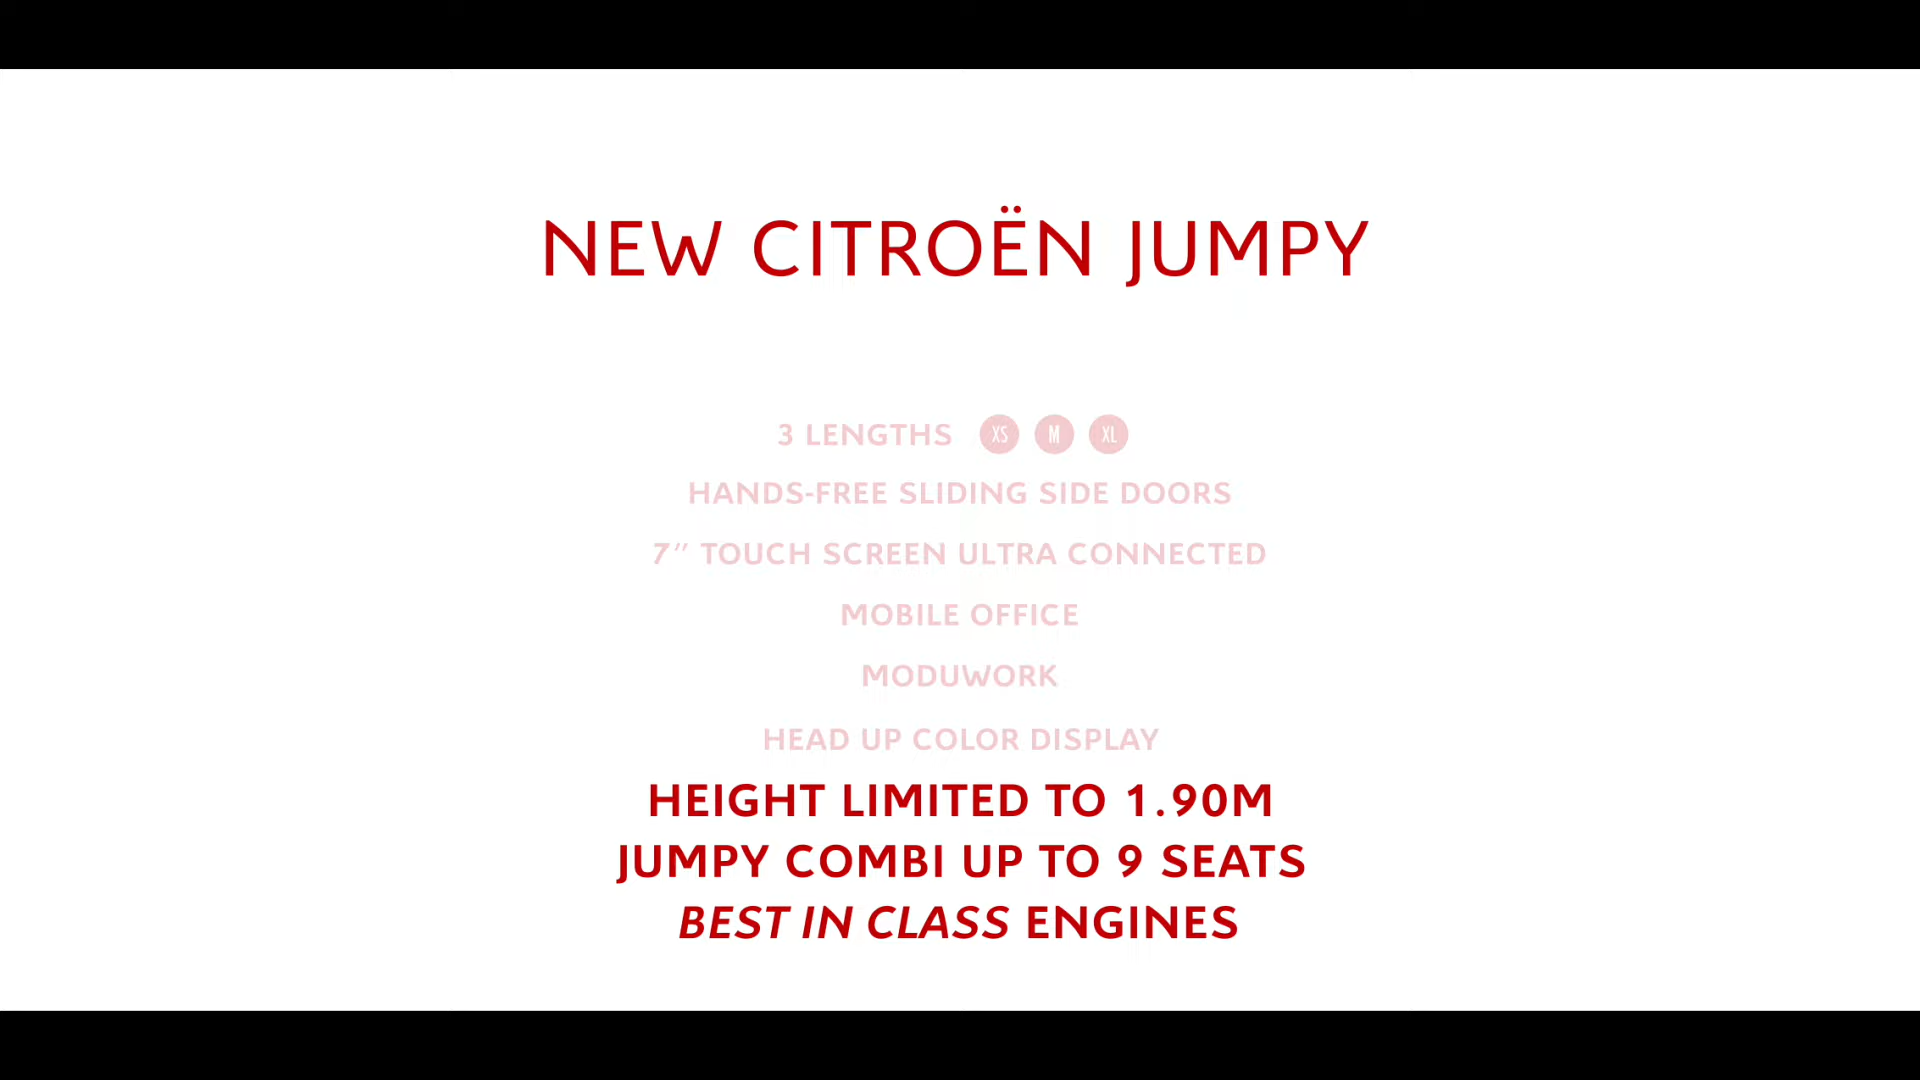 NEW CITROËN JUMPY
3 LENGTHS XS M XL
HANDS-FREE SLIDING SIDE DOORS
7″ TOUCH SCREEN ULTRA CONNECTED
MOBILE OFFICE
MODUWORK
HEAD UP COLOR DISPLAY
HEIGHT LIMITED TO 1.90M
JUMPY COMBI UP TO 9 SEATS
BEST IN CLASS ENGINES